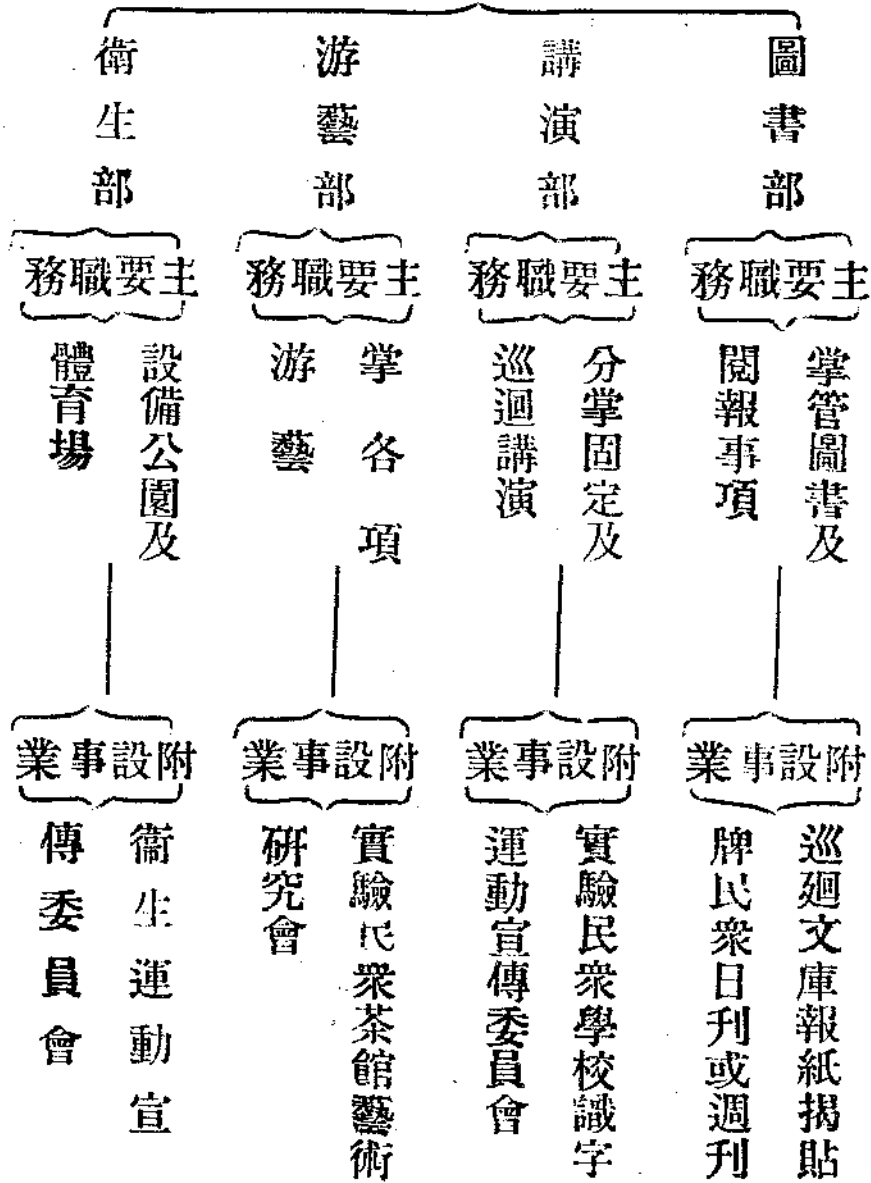 圖書部
主要職務
掌管圖書及
閱報事項
附設事業
巡廻文庫報紙揭貼
牌民衆日刋或週刋
講演部
主要職務
分掌固定及
巡迴講演
附設事業
實驗民衆學校識字
運動宣傳委員會
游藝部
主要職務
掌各項
游藝
附設事業
實驗民衆茶館藝術
研究會
衛生部
主要職務
設備公園及
體育場
附設事業
衛生運動宣
傳委員會